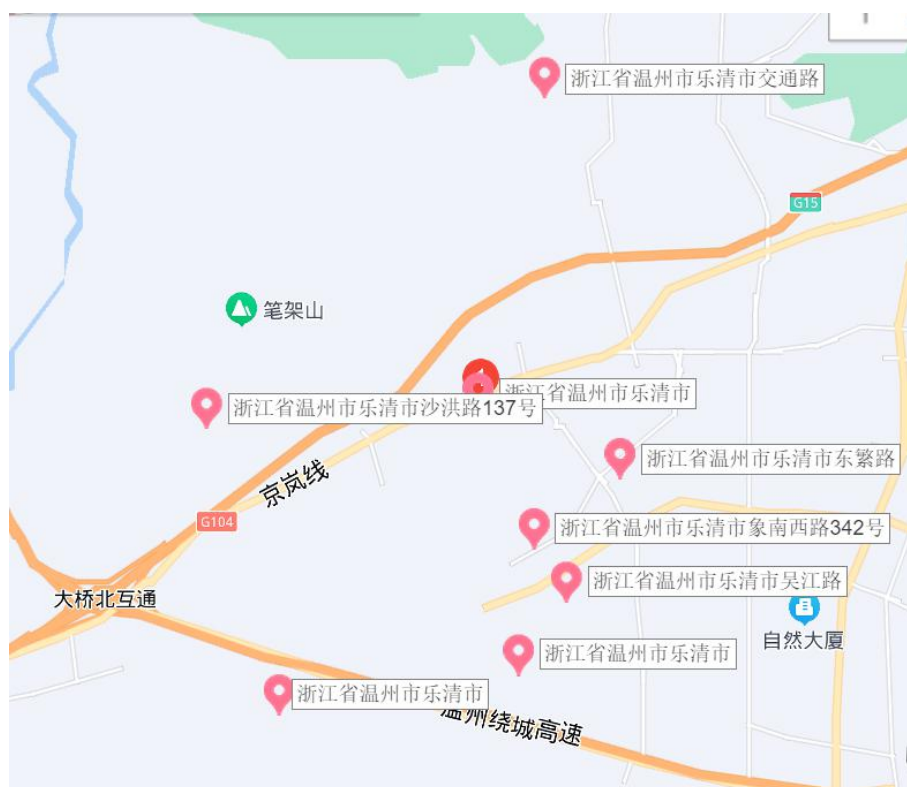 浙江省温州市乐清市交通路
G15
笔架山
浙江省温州市乐清市
浙江省温州市乐清市沙洪路137号
浙江省温州市乐清市东繁路
京岚线
G104
浙江省温州市乐清市象南西路342号
浙江省温州市乐清市吴江路
大桥北互通
自然大厦
浙江省温州市乐清市
浙江省温州市乐清市
温州绕城高速